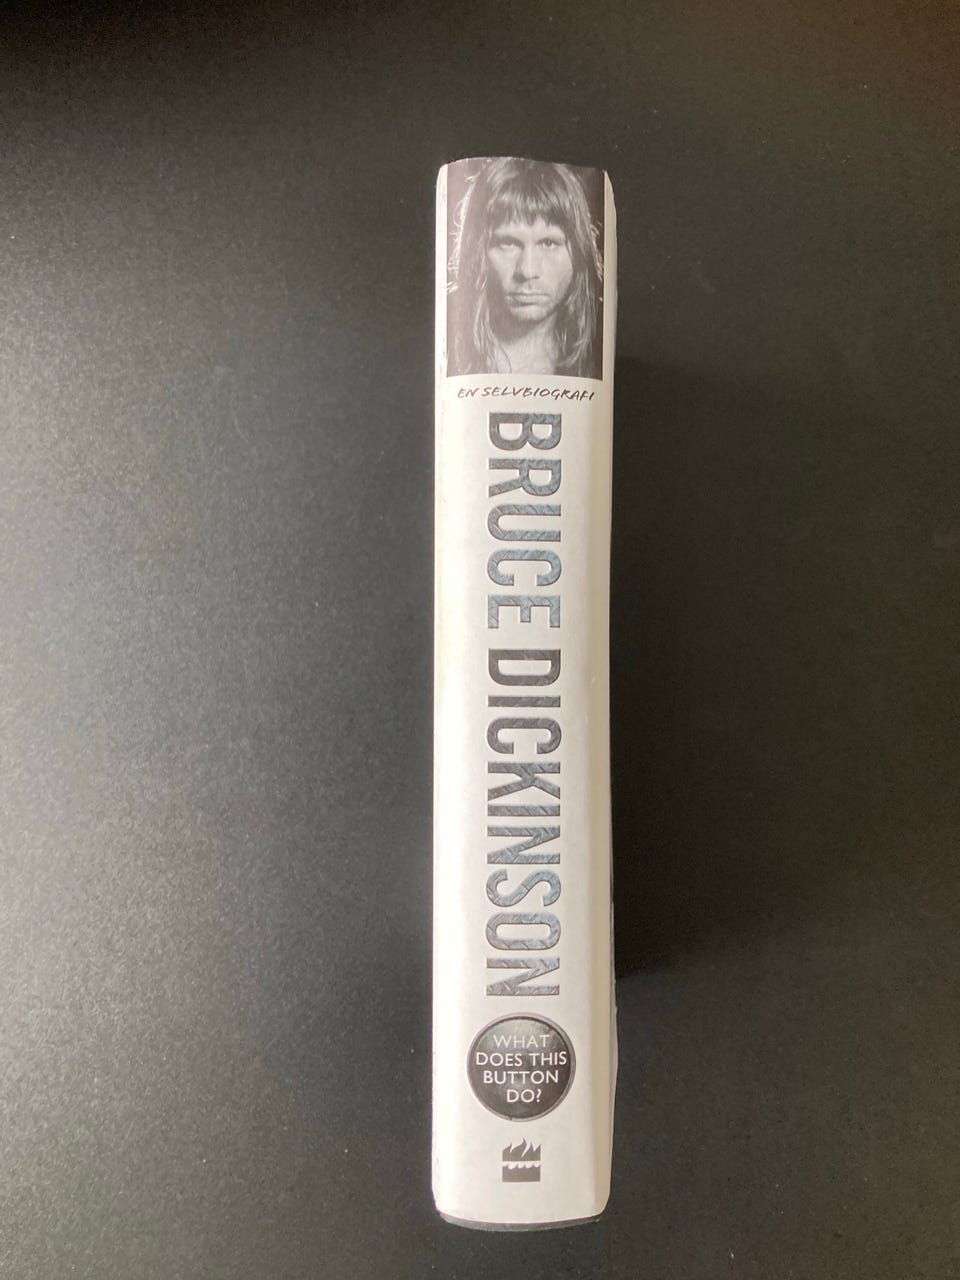 EN SELVBIOGRAFI
BRUCE DICKINSON
WHAT
DOES THIS
BUTTON
DO?